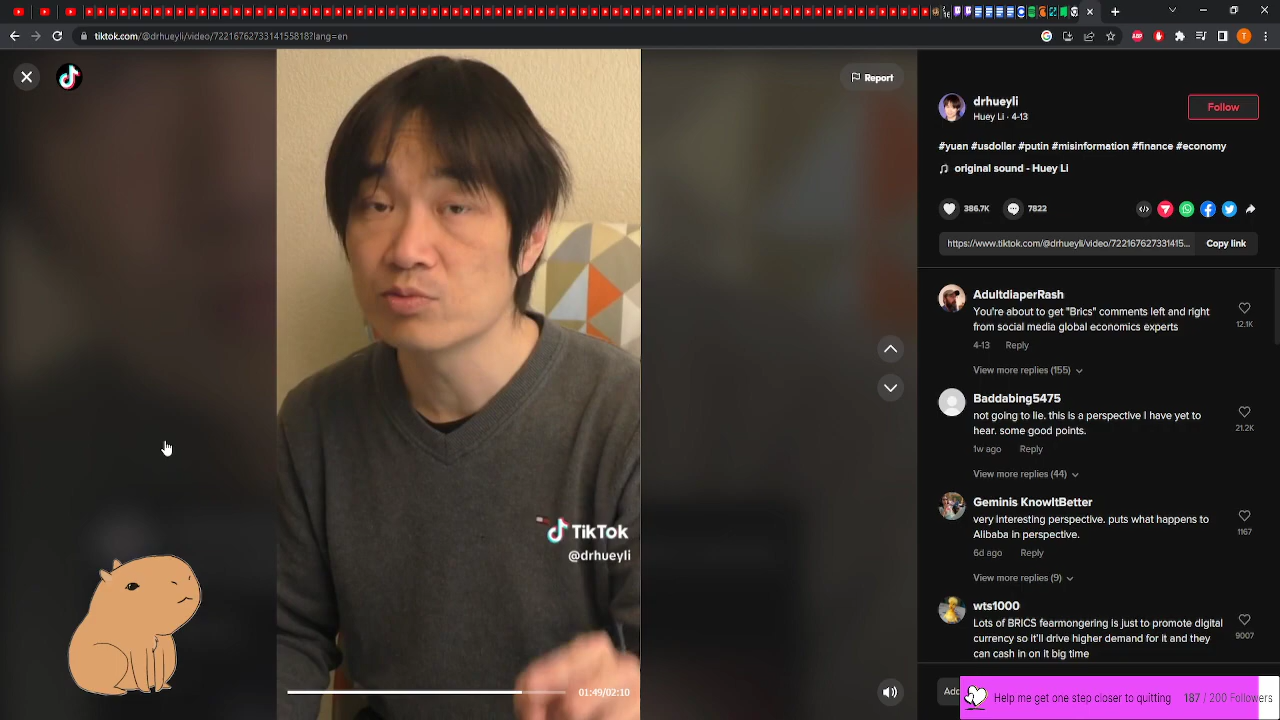 tiktok.com/@drhueyli/video/7221676273314155818?lang=en
T
Report
TikTok
@drhueyli
01:49/02:10
drhueyli
Huey Li · 4-13
Follow
#yuan #usdollar #putin #misinformation #finance #economy
original sound - Huey Li
386.7K
7822
https://www.tiktok.com/@drhueyli/video/722167627331415...
Copy link
AdultdiaperRash
You're about to get "Brics" comments left and right
from social media global economics experts
12.1K
4-13 Reply
View more replies (155)
Baddabing5475
not going to lie. this is a perspective I have yet to
hear. some good points.
21.2K
1w ago Reply
View more replies (44)
Geminis KnowItBetter
very interesting perspective. puts what happens to
Alibaba in perspective.
1167
6d ago Reply
View more replies (9)
wts1000
Lots of BRICS fearmongering is just to promote digital
currency so it'll drive higher demand for it and they
can cash in on it big time
9007
Add
Help me get one step closer to quitting 187 / 200 Followers